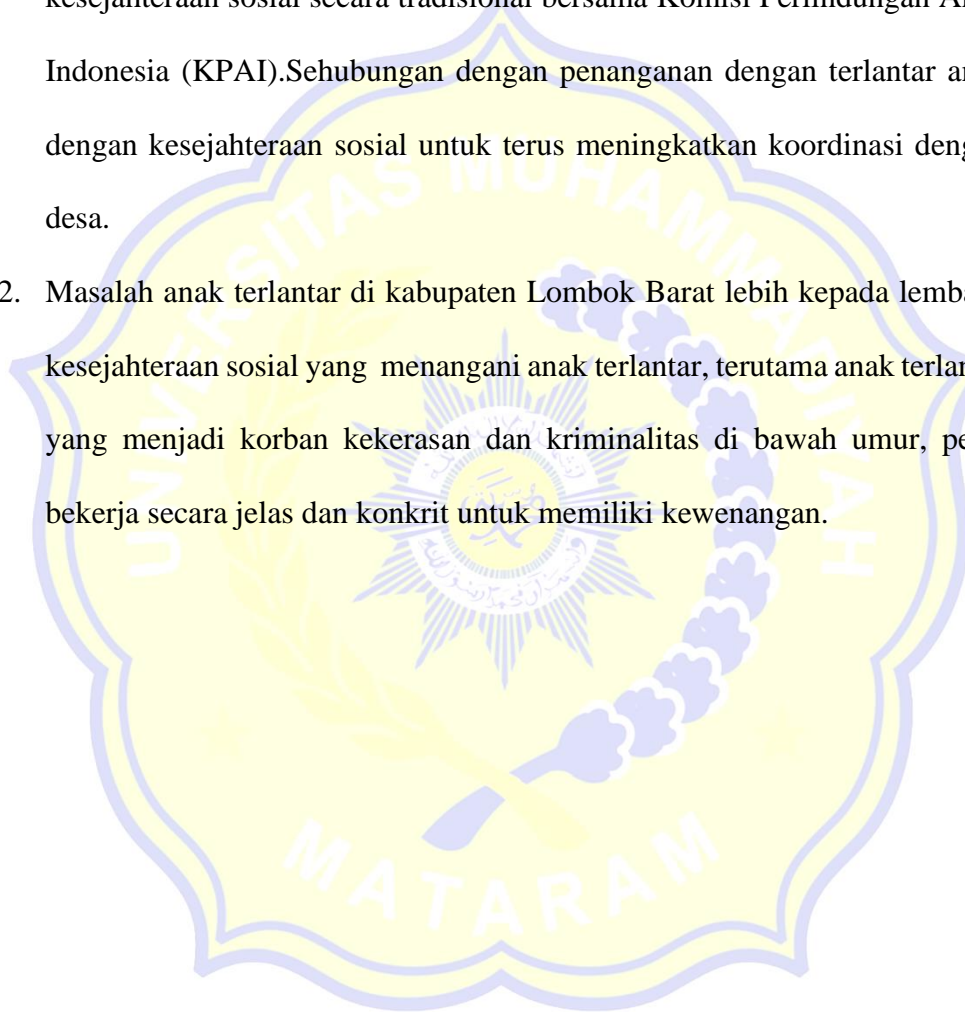 kesejahteraan sosial secara tradisional bersama Komisi Perlindungan
Indonesia (KPAI).Sehubungan dengan penanganan dengan terlantar
dengan kesejahteraan sosial untuk terus meningkatkan koordinasi deng
desa.
2. Masalah anak terlantar di kabupaten Lombok Barat lebih kepada lemba
kesejahteraan sosial yang menangani anak terlantar, terutama anak terlan
yang menjadi korban kekerasan dan kriminalitas di bawah umur, pe
bekerja secara jelas dan konkrit untuk memiliki kewenangan.
UNIVERSITAS MUHAMMADIYAH
MATARAM